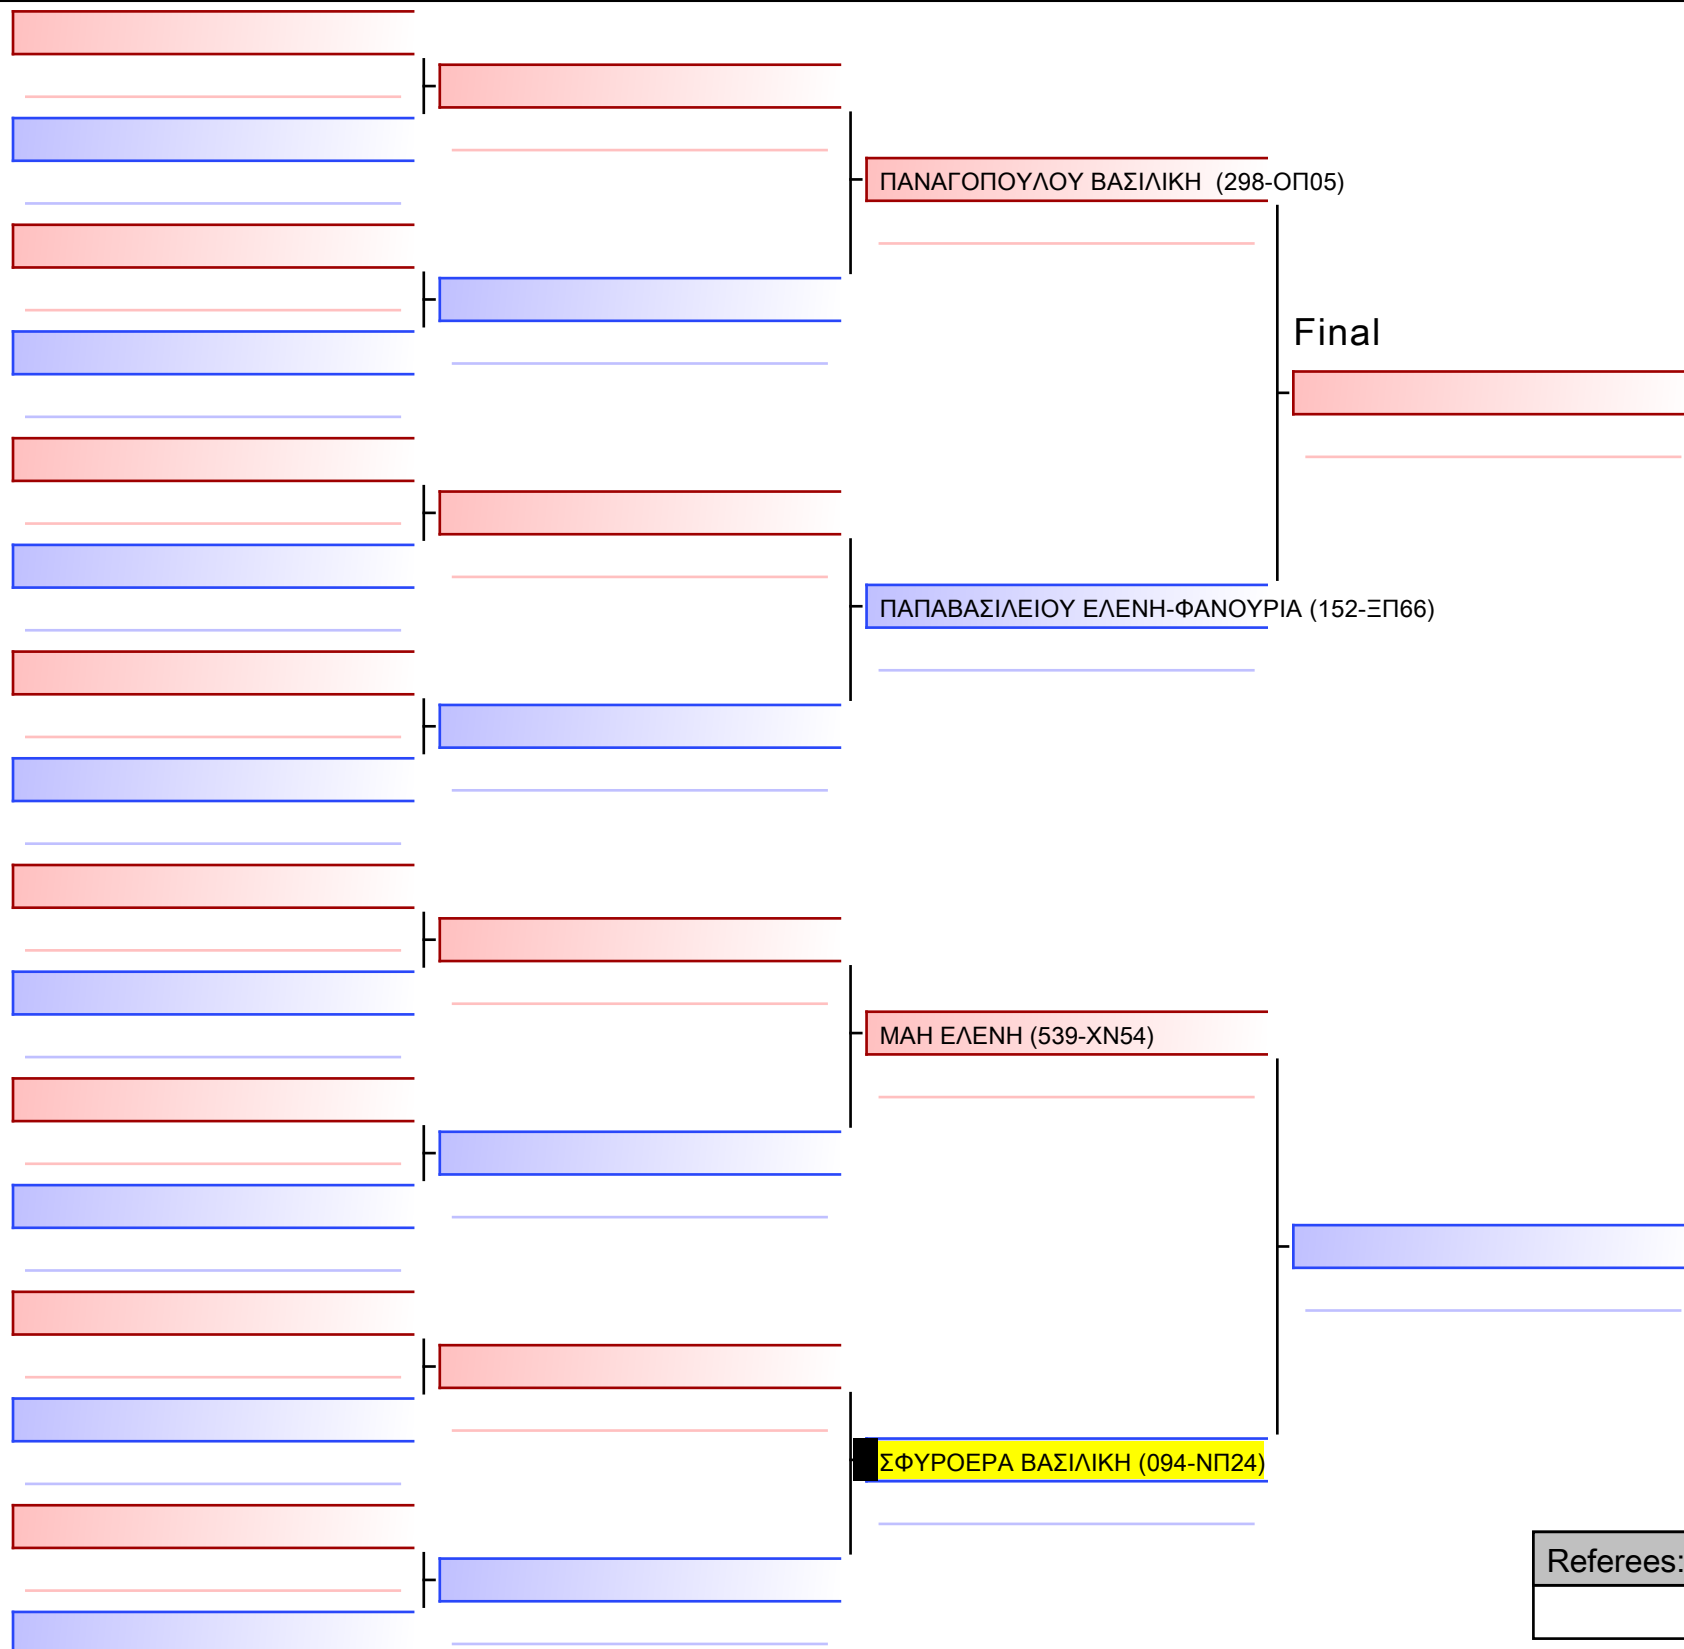 ΠΑΝΑΓΟΠΟΥΛΟΥ ΒΑΣΙΛΙΚΗ (298-ΟΠ05)
Final
ΠΑΠΑΒΑΣΙΛΕΙΟΥ ΕΛΕΝΗ-ΦΑΝΟΥΡΙΑ (152-ΞΠ66)
ΜΑΗ ΕΛΕΝΗ (539-ΧΝ54)
ΣΦΥΡΟΕΡΑ ΒΑΣΙΛΙΚΗ (094-ΝΠ24)
Referees: